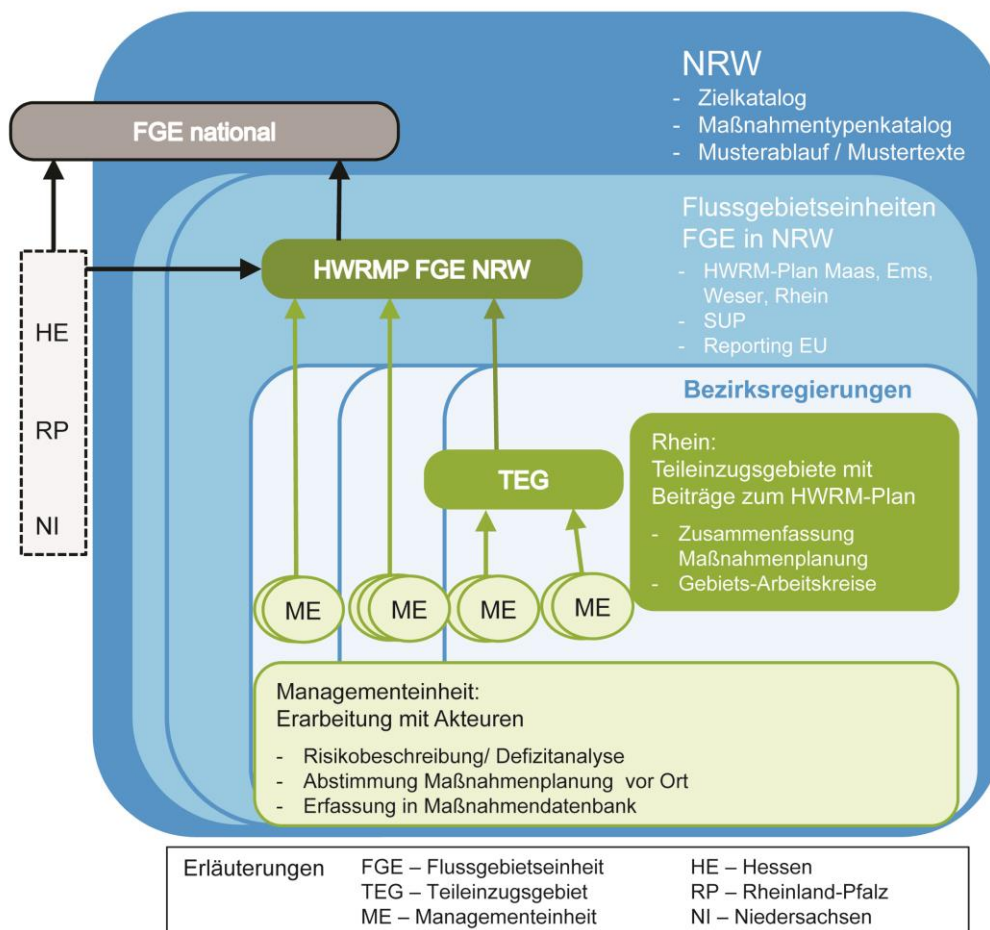 NRW
- Zielkatalog
- Maßnahmentypenkatalog
- Musterablauf / Mustertexte
FGE national
Flussgebietseinheiten
FGE in NRW
- HWRM-Plan Maas, Ems,
Weser, Rhein
- SUP
- Reporting EU
HWRMP FGE NRW
HE
RP
NI
Bezirksregierungen
Rhein:
Teileinzugsgebiete mit
Beiträge zum HWRM-Plan
- Zusammenfassung
Maßnahmenplanung
- Gebiets-Arbeitskreise
TEG
ME
ME
ME
ME
Managementeinheit:
Erarbeitung mit Akteuren
- Risikobeschreibung/ Defizitanalyse
- Abstimmung Maßnahmenplanung vor Ort
- Erfassung in Maßnahmendatenbank
Erläuterungen
FGE – Flussgebietseinheit
TEG – Teileinzugsgebiet
ME – Managementeinheit
HE – Hessen
RP – Rheinland-Pfalz
NI – Niedersachsen